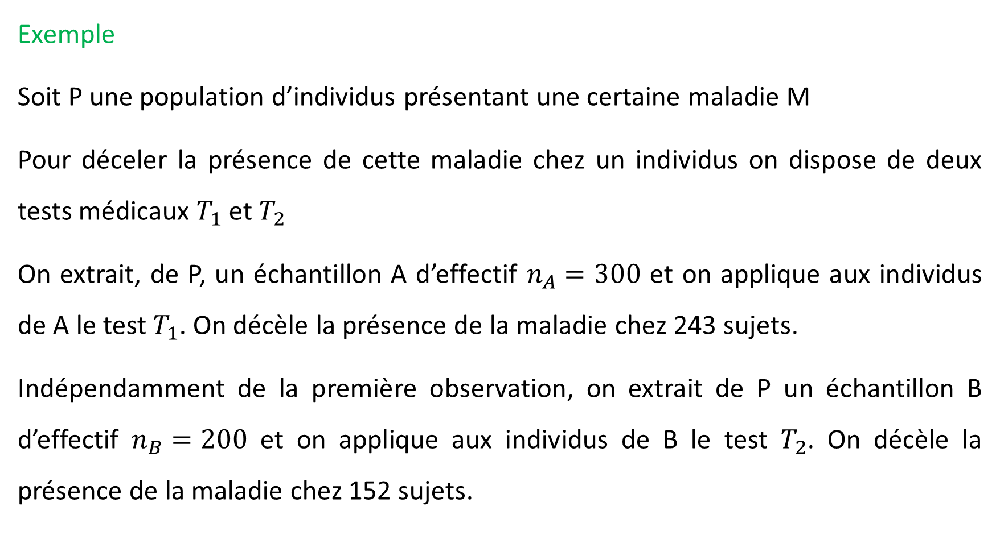 Exemple
Soit P une population d’individus présentant une certaine maladie M
Pour déceler la présence de cette maladie chez un individus on dispose de deux
tests médicaux T₁ et T₂
On extrait, de P, un échantillon A d’effectif n_A = 300 et on applique aux individus
de A le test T₁. On décèle la présence de la maladie chez 243 sujets.
Indépendamment de la première observation, on extrait de P un échantillon B
d’effectif n_B = 200 et on applique aux individus de B le test T₂. On décèle la
présence de la maladie chez 152 sujets.